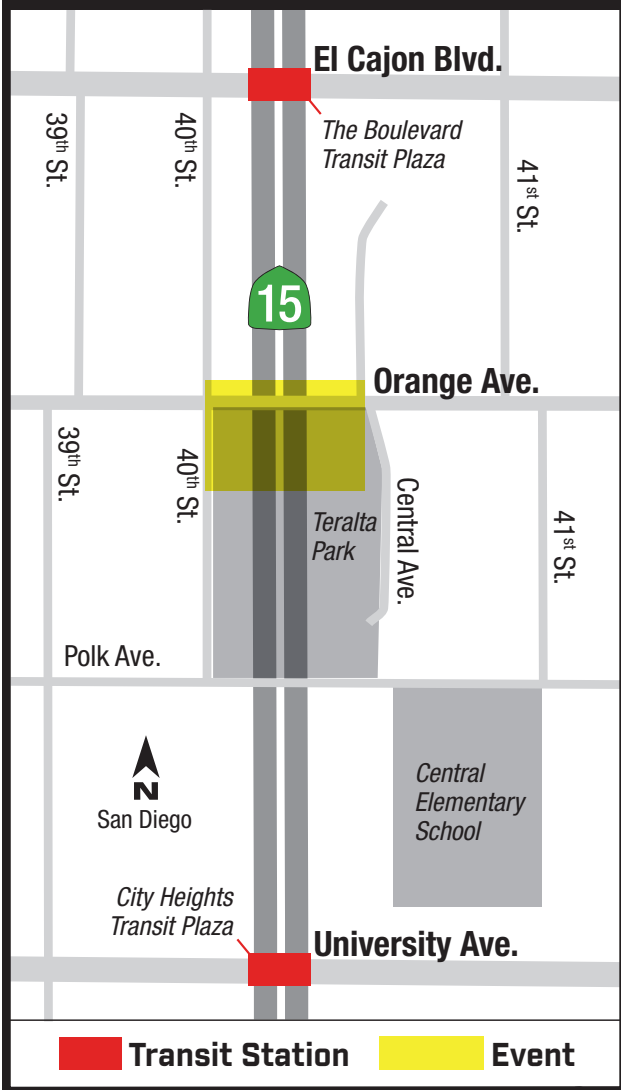 El Cajon Blvd.
The Boulevard
Transit Plaza
39th St.
40th St.
41st St.
15
Orange Ave.
39th St.
40th St.
Teralta
Park
Central Ave.
41st St.
Polk Ave.
N
San Diego
Central
Elementary
School
City Heights
Transit Plaza
University Ave.
Transit Station
Event